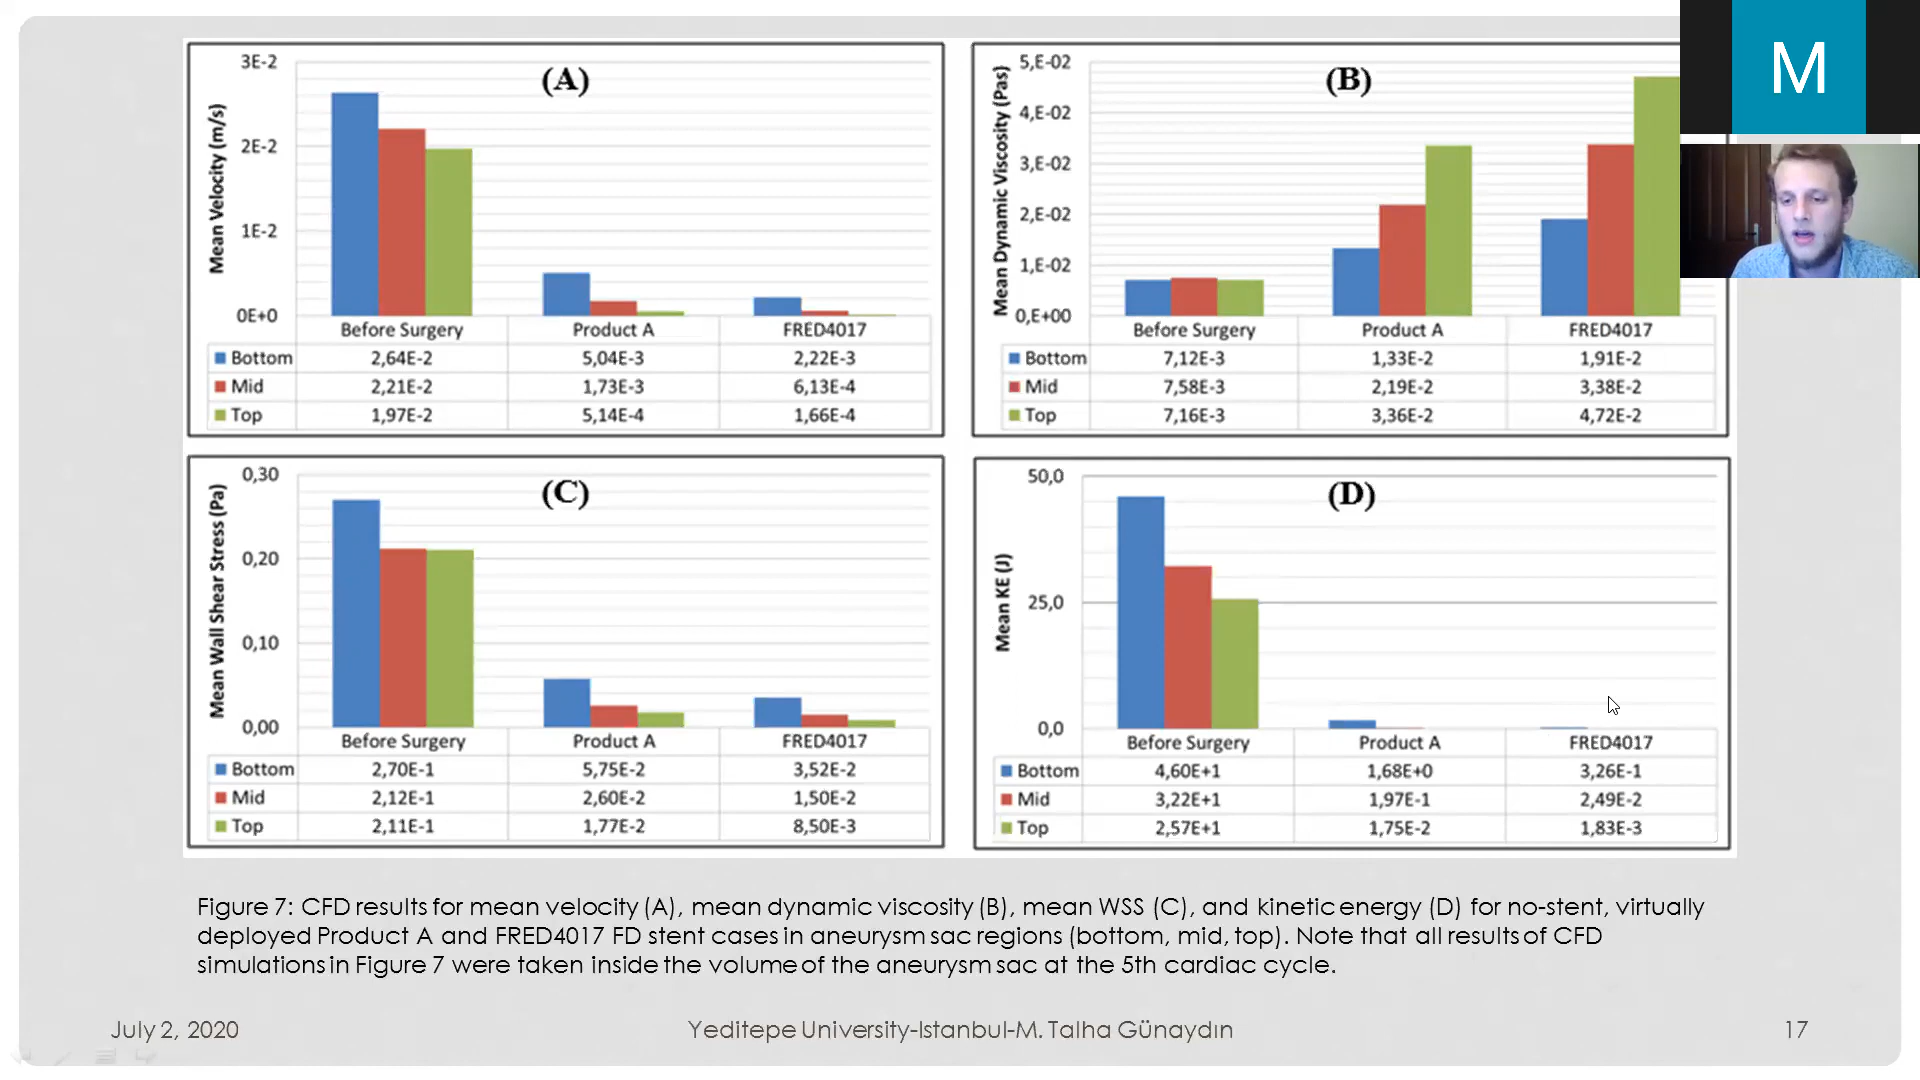 M
(A)
Mean Velocity (m/s)
3E-2
2E-2
1E-2
0E+0
Before Surgery Product A FRED4017
Bottom 2,64E-2 5,04E-3 2,22E-3
Mid 2,21E-2 1,73E-3 6,13E-4
Top 1,97E-2 5,14E-4 1,66E-4
(B)
Mean Dynamic Viscosity (Pas)
5,E-02
4,E-02
3,E-02
2,E-02
1,E-02
0,E+00
Before Surgery Product A FRED4017
Bottom 7,12E-3 1,33E-2 1,91E-2
Mid 7,58E-3 2,19E-2 3,38E-2
Top 7,16E-3 3,36E-2 4,72E-2
(C)
Mean Wall Shear Stress (Pa)
0,30
0,20
0,10
0,00
Before Surgery Product A FRED4017
Bottom 2,70E-1 5,75E-2 3,52E-2
Mid 2,12E-1 2,60E-2 1,50E-2
Top 2,11E-1 1,77E-2 8,50E-3
(D)
Mean KE (J)
50,0
25,0
0,0
Before Surgery Product A FRED4017
Bottom 4,60E+1 1,68E+0 3,26E-1
Mid 3,22E+1 1,97E-1 2,49E-2
Top 2,57E+1 1,75E-2 1,83E-3
Figure 7: CFD results for mean velocity (A), mean dynamic viscosity (B), mean WSS (C), and kinetic energy (D) for no-stent, virtually
deployed Product A and FRED4017 FD stent cases in aneurysm sac regions (bottom, mid, top). Note that all results of CFD
simulations in Figure 7 were taken inside the volume of the aneurysm sac at the 5th cardiac cycle.
July 2, 2020
Yeditepe University-Istanbul-M. Talha Günaydın
17